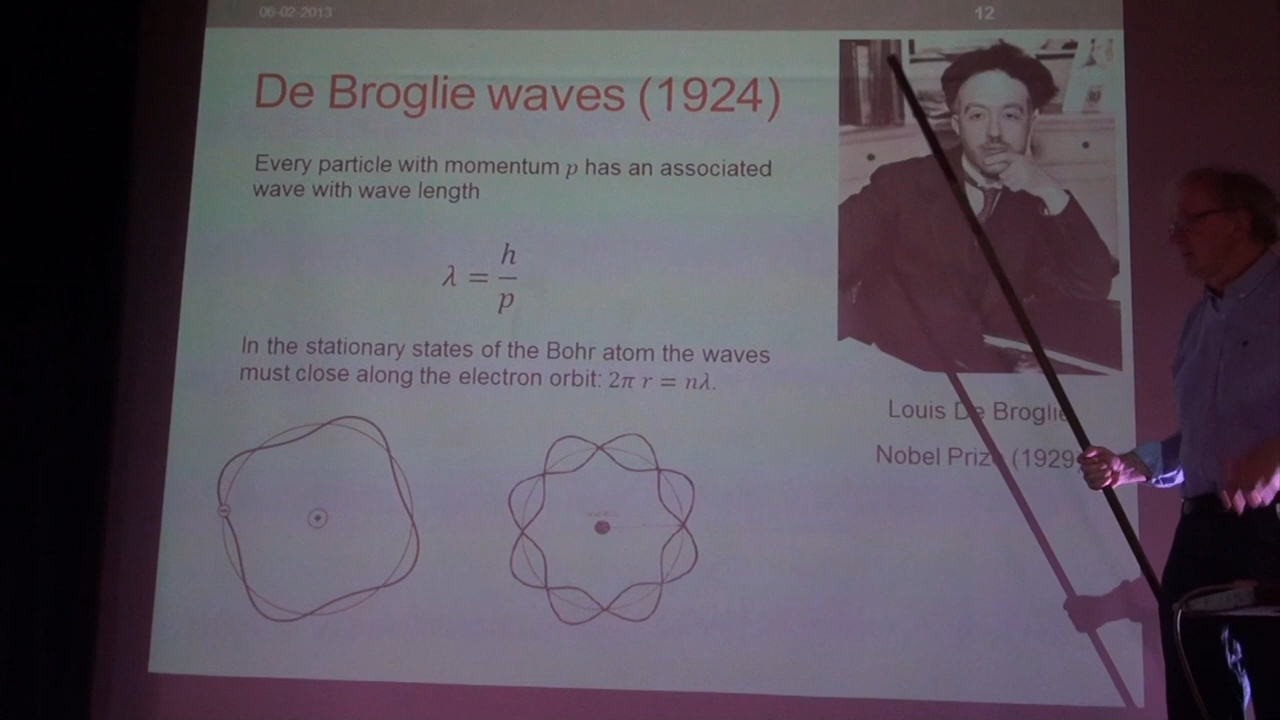 06-02-2013
12
De Broglie waves (1924)
Every particle with momentum p has an associated
wave with wave length
λ = h/p
In the stationary states of the Bohr atom the waves
must close along the electron orbit: 2π r = nλ.
Louis De Broglie
Nobel Prize (1929